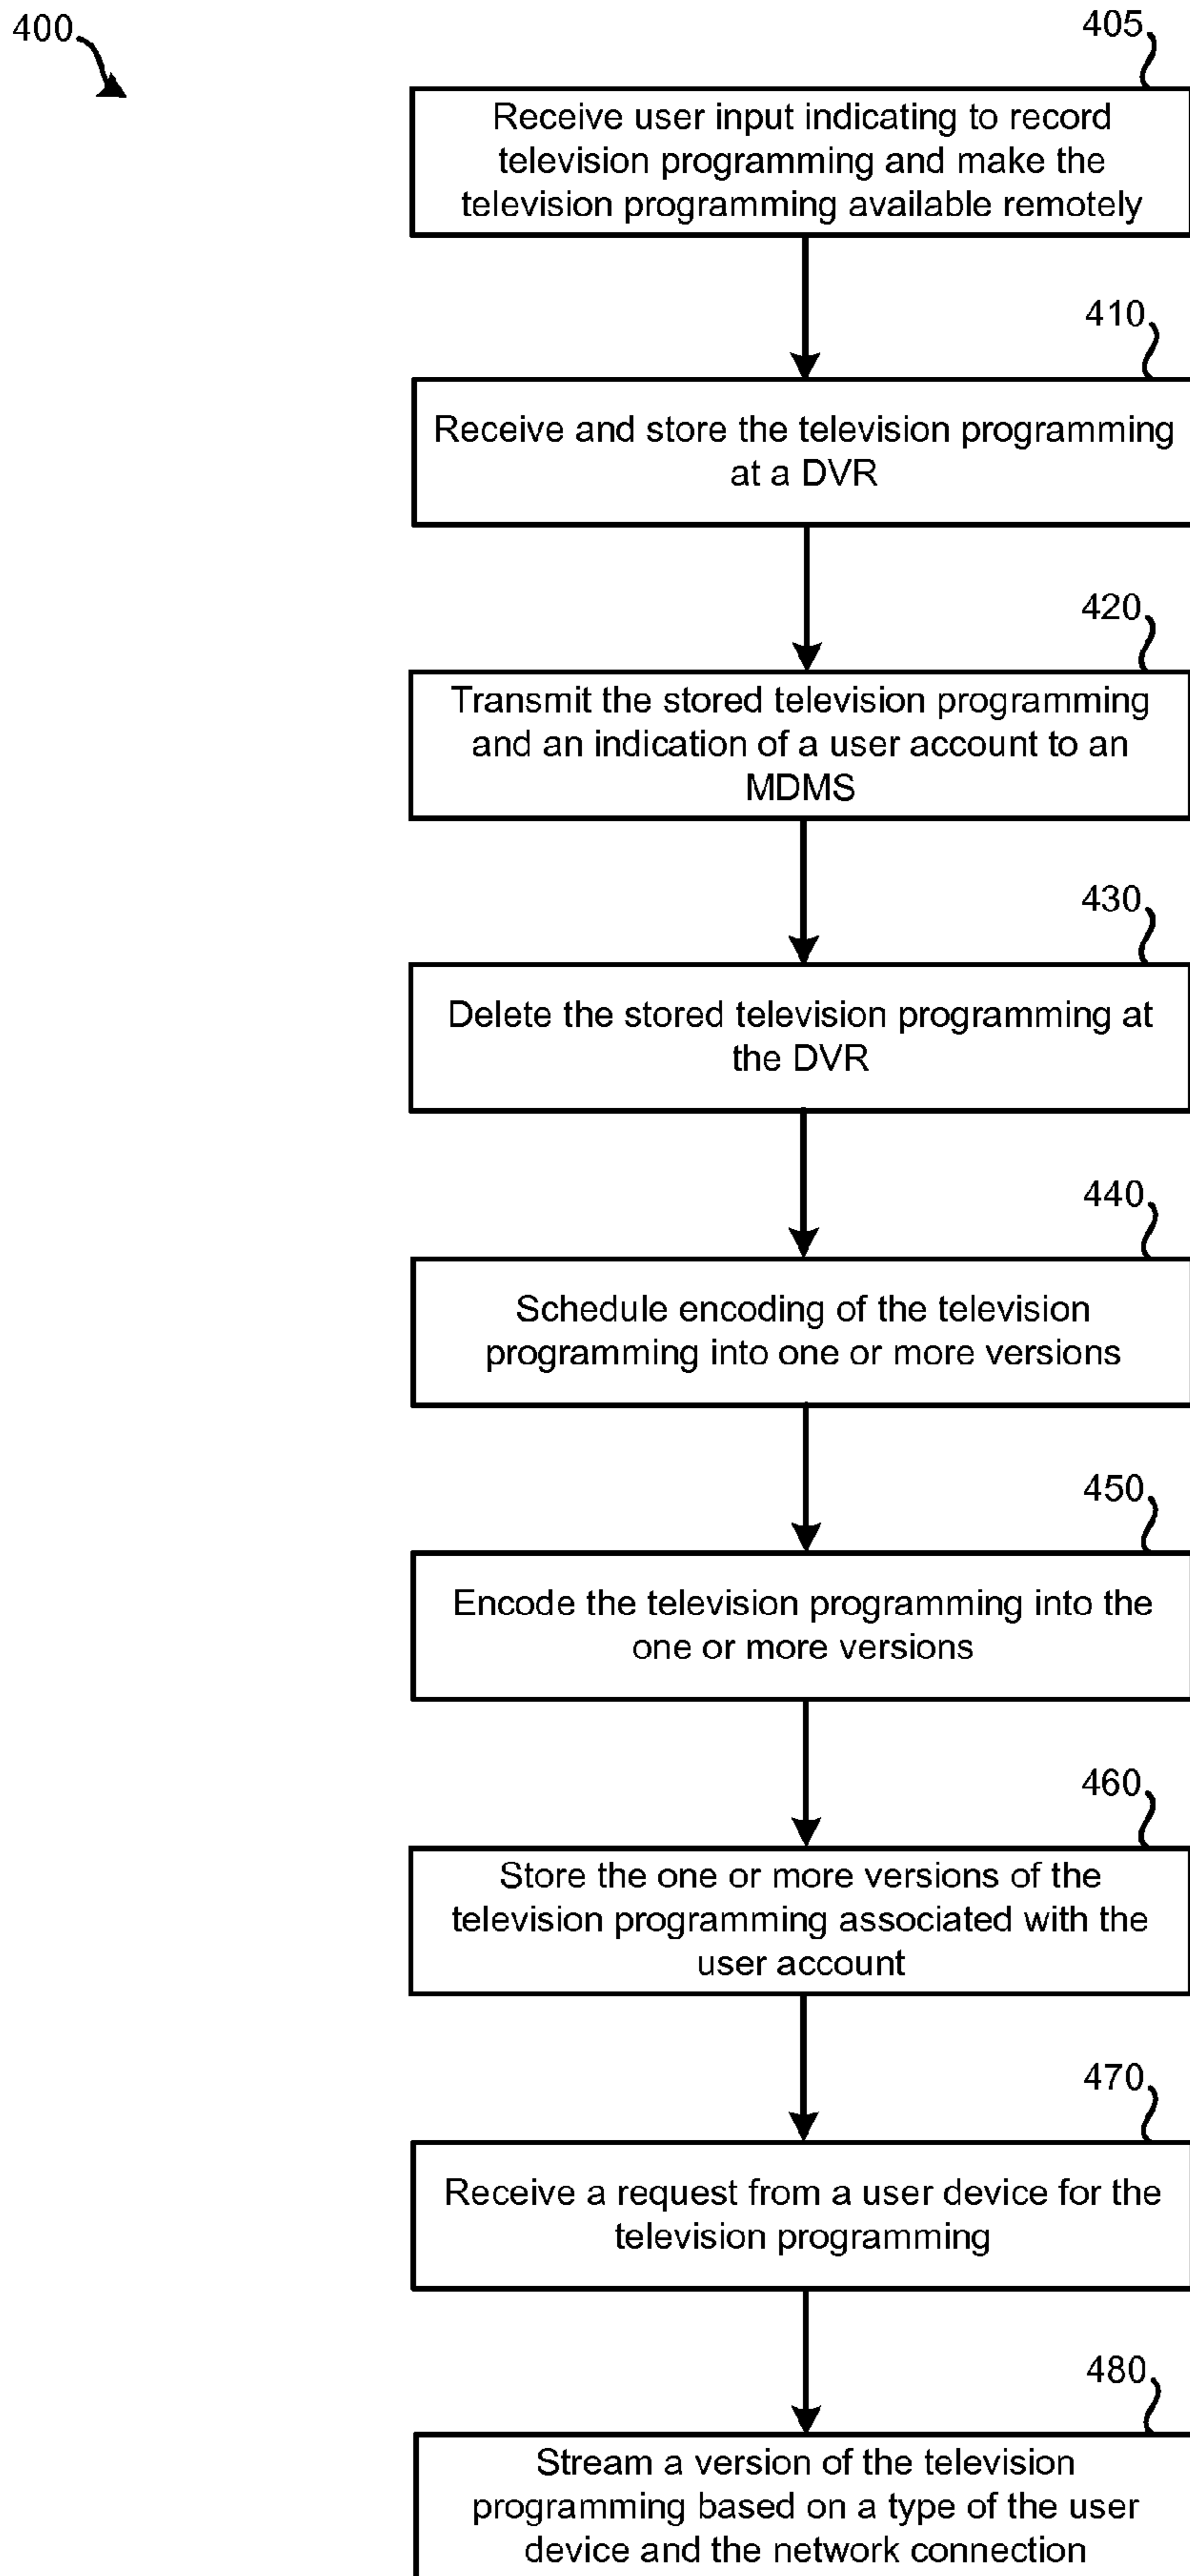 400
405
Receive user input indicating to record
television programming and make the
television programming available remotely
410
Receive and store the television programming
at a DVR
420
Transmit the stored television programming
and an indication of a user account to an
MDMS
430
Delete the stored television programming at
the DVR
440
Schedule encoding of the television
programming into one or more versions
450
Encode the television programming into the
one or more versions
460
Store the one or more versions of the
television programming associated with the
user account
470
Receive a request from a user device for the
television programming
480
Stream a version of the television
programming based on a type of the user
device and the network connection